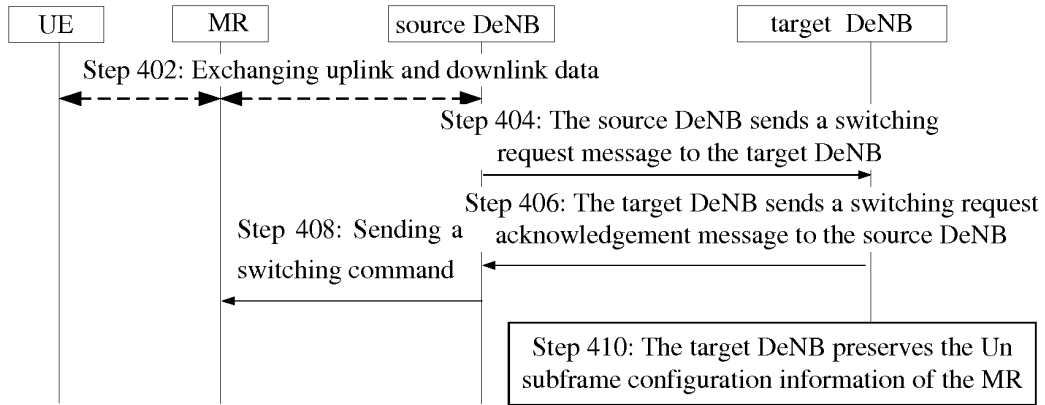 UE MR source DeNB target DeNB
Step 402: Exchanging uplink and downlink data
Step 404: The source DeNB sends a switching
request message to the target DeNB
Step 406: The target DeNB sends a switching request
acknowledgement message to the source DeNB
Step 408: Sending a
switching command
Step 410: The target DeNB preserves the Un
subframe configuration information of the MR